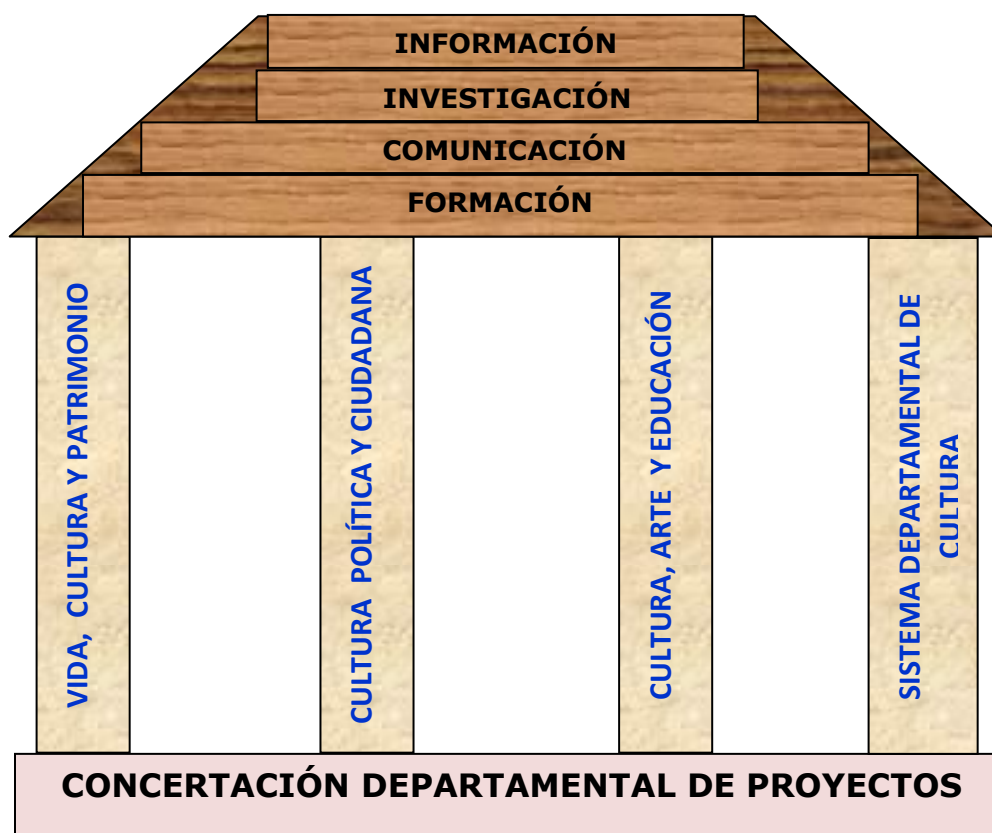 INFORMACIÓN
INVESTIGACIÓN
COMUNICACIÓN
FORMACIÓN
VIDA, CULTURA Y PATRIMONIO
CULTURA POLÍTICA Y CIUDADANA
CULTURA, ARTE Y EDUCACIÓN
SISTEMA DEPARTAMENTAL DE
CULTURA
CONCERTACIÓN DEPARTAMENTAL DE PROYECTOS